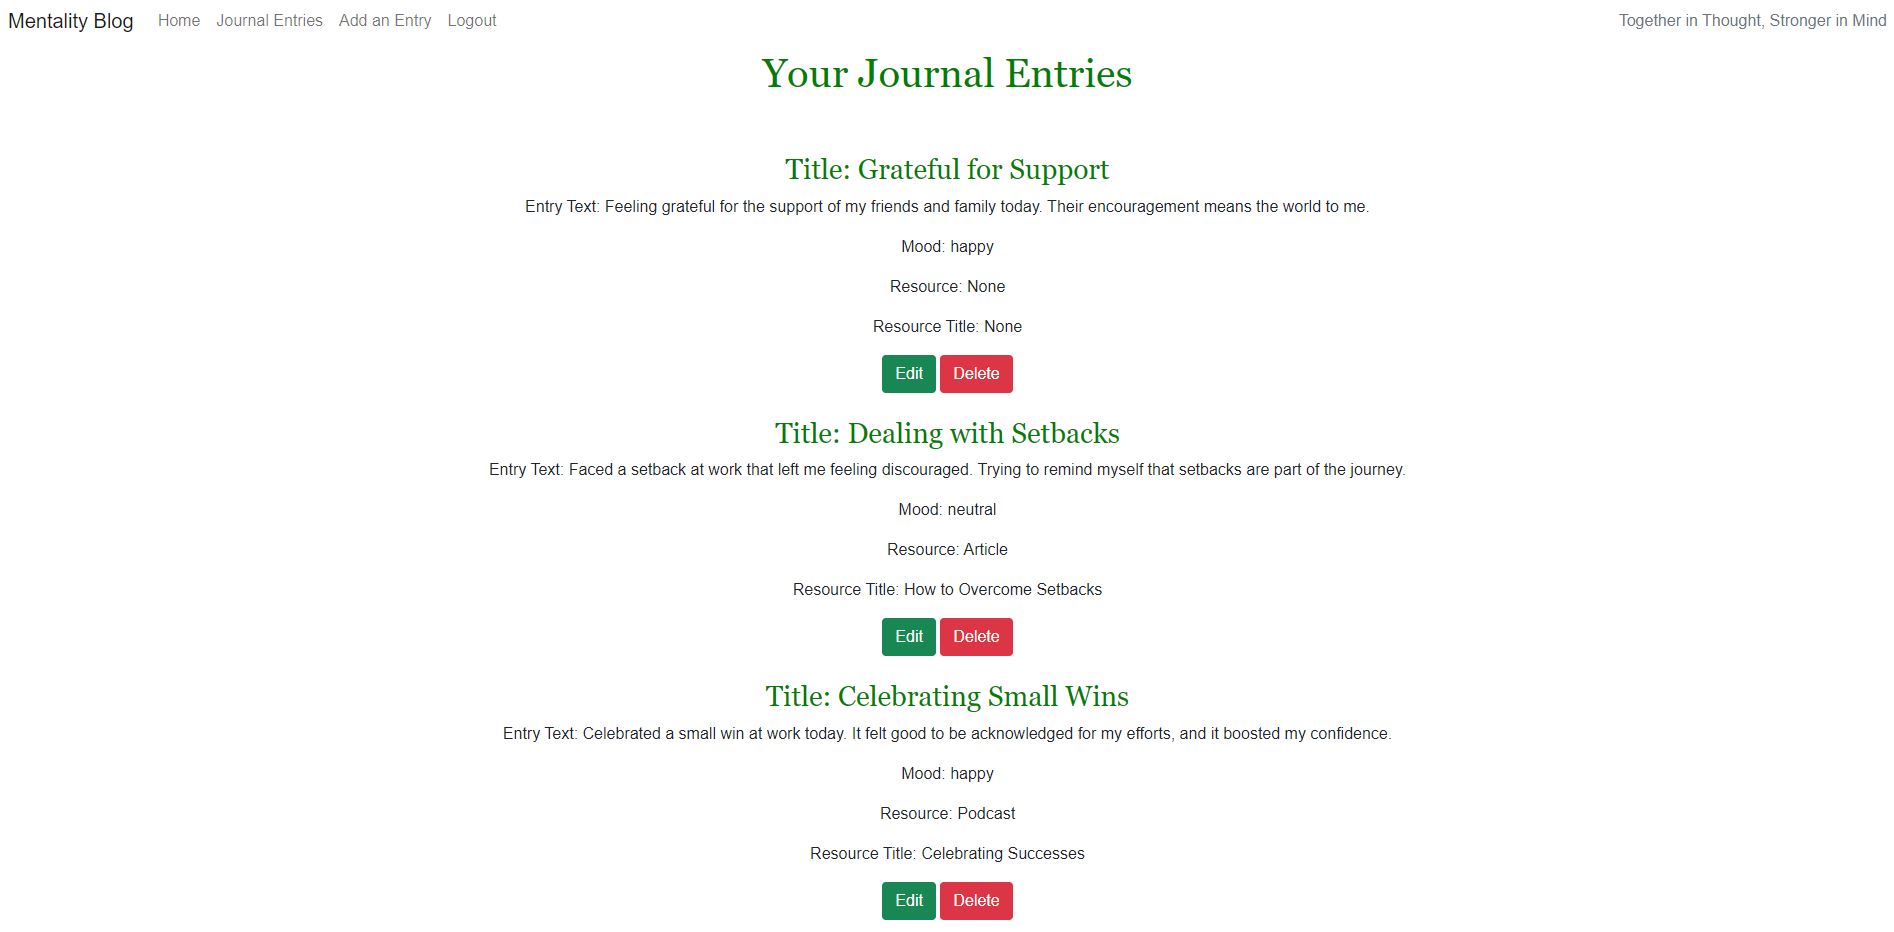 Mentality Blog Home Journal Entries Add an Entry Logout Together in Thought, Stronger in Mind
Your Journal Entries
Title: Grateful for Support
Entry Text: Feeling grateful for the support of my friends and family today. Their encouragement means the world to me.
Mood: happy
Resource: None
Resource Title: None
Edit Delete
Title: Dealing with Setbacks
Entry Text: Faced a setback at work that left me feeling discouraged. Trying to remind myself that setbacks are part of the journey.
Mood: neutral
Resource: Article
Resource Title: How to Overcome Setbacks
Edit Delete
Title: Celebrating Small Wins
Entry Text: Celebrated a small win at work today. It felt good to be acknowledged for my efforts, and it boosted my confidence.
Mood: happy
Resource: Podcast
Resource Title: Celebrating Successes
Edit Delete